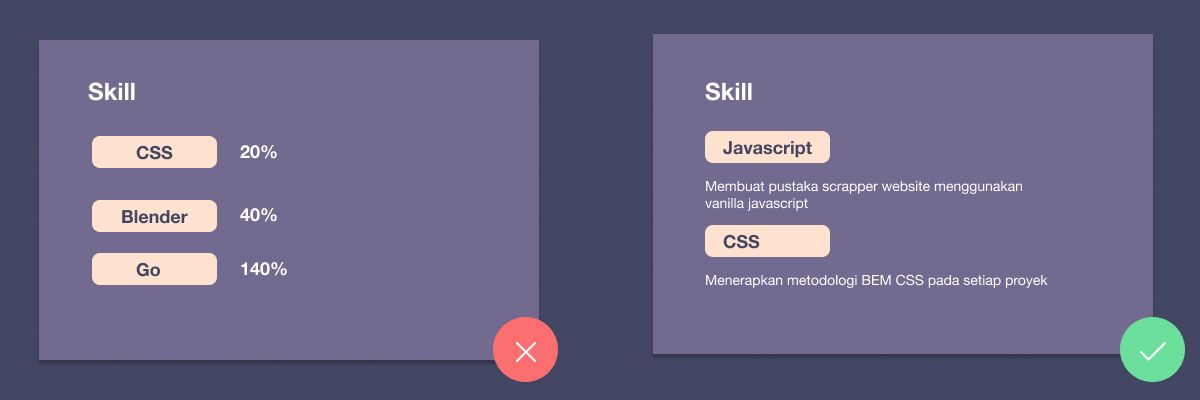 Skill
CSS 20%
Blender 40%
Go 140%
Skill
Javascript
Membuat pustaka scrapper website menggunakan
vanilla javascript
CSS
Menerapkan metodologi BEM CSS pada setiap proyek